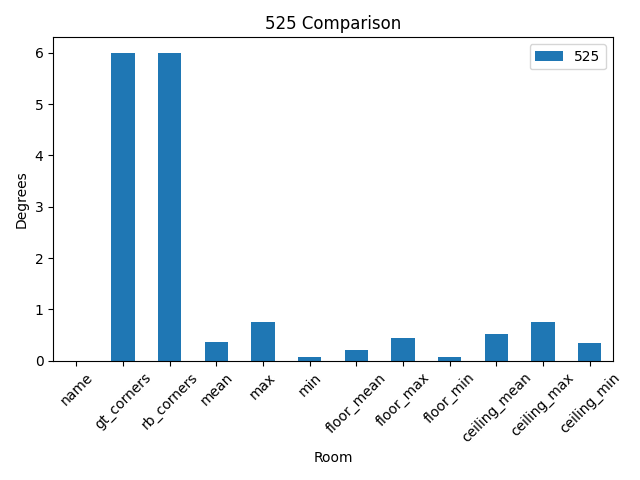 525 Comparison
525
6
5
4
3
2
1
0
Degrees
name
gt_corners
rb_corners
mean
max
min
floor_mean
floor_max
floor_min
ceiling_mean
ceiling_max
ceiling_min
Room